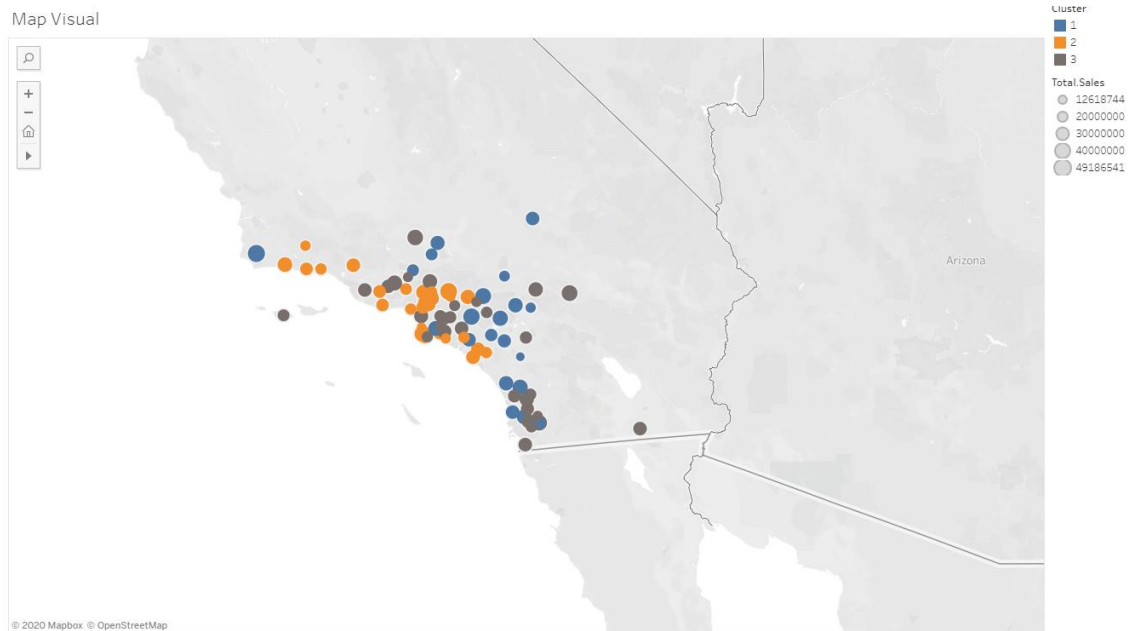 Map Visual
Cluster
1
2
3
Total.Sales
12618744
20000000
30000000
40000000
49186541
Arizona
© 2020 Mapbox © OpenStreetMap